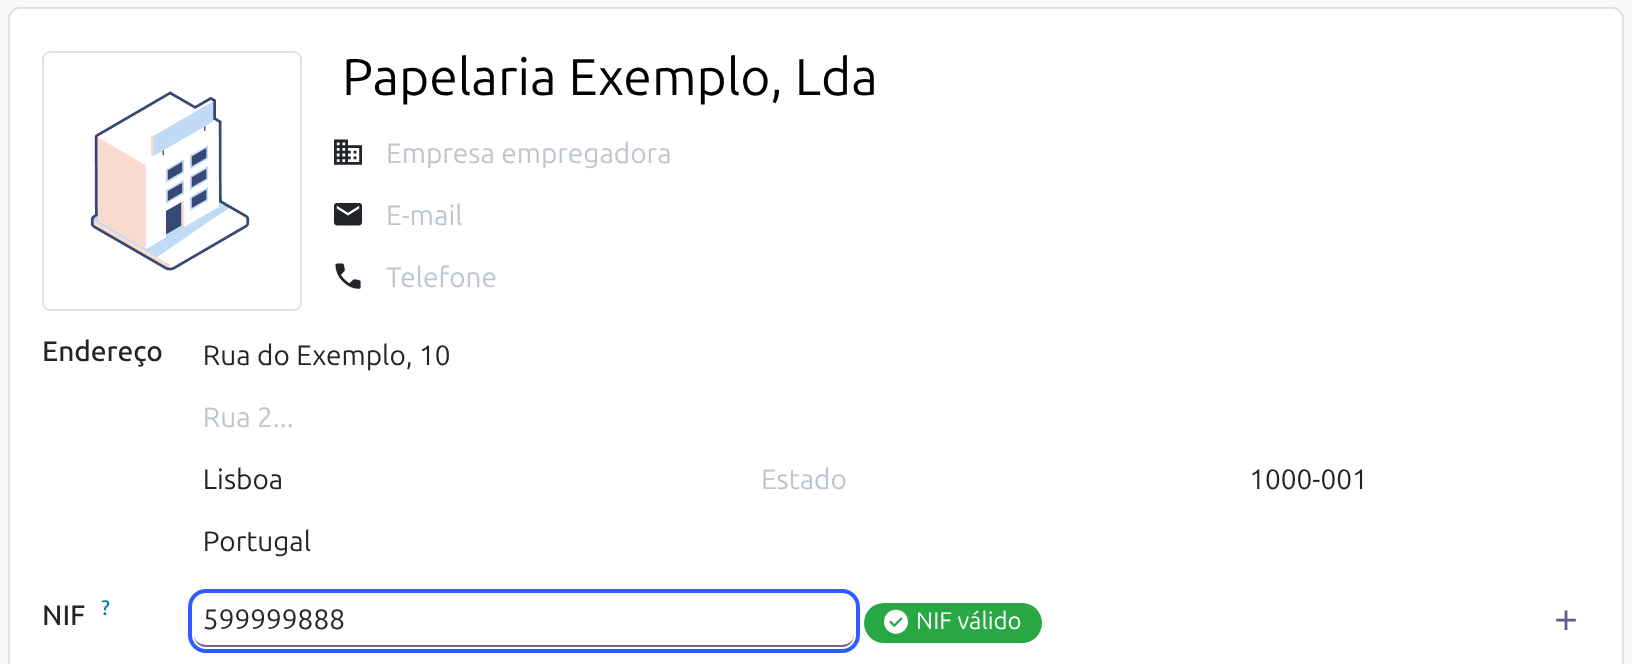 Papelaria Exemplo, Lda
Empresa empregadora
E-mail
Telefone
Endereço Rua do Exemplo, 10
Rua 2...
Lisboa Estado 1000-001
Portugal
NIF ? 599999888 NIF válido +